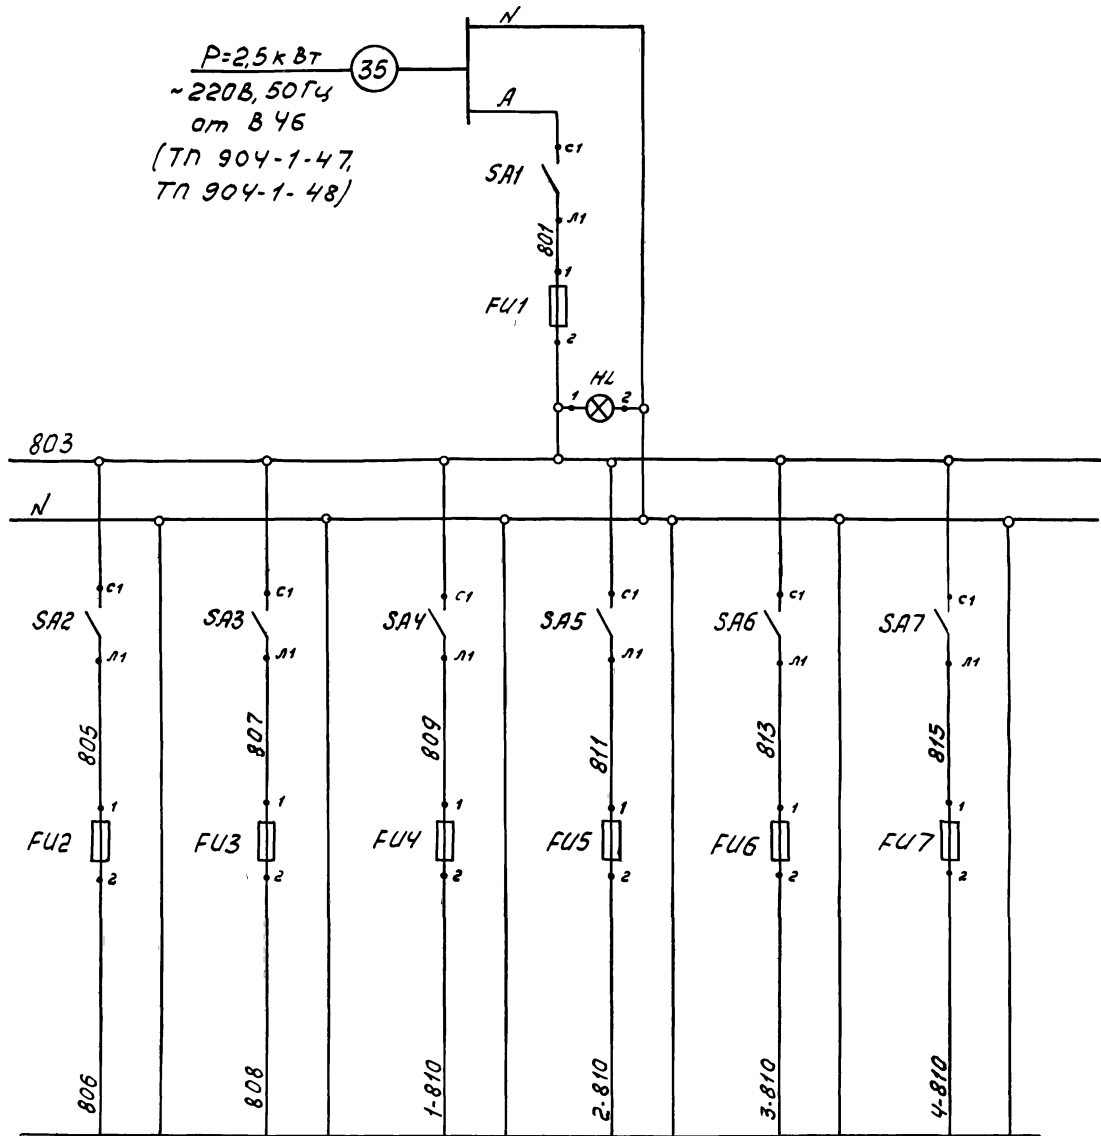 N
P=2,5 кВт
35
~220В, 50Гц
от В 46
(ТП 904-1-47,
ТП 904-1-48)
A
с1
SA1
л1
801
1
FU1
2
HL
1 2
803
N
с1 с1 с1 с1 с1 с1
SA2 SA3 SA4 SA5 SA6 SA7
л1 л1 л1 л1 л1 л1
805 807 809 811 813 815
1 1 1 1 1 1
FU2 FU3 FU4 FU5 FU6 FU7
2 2 2 2 2 2
806 808 1-810 2-810 3-810 4-810